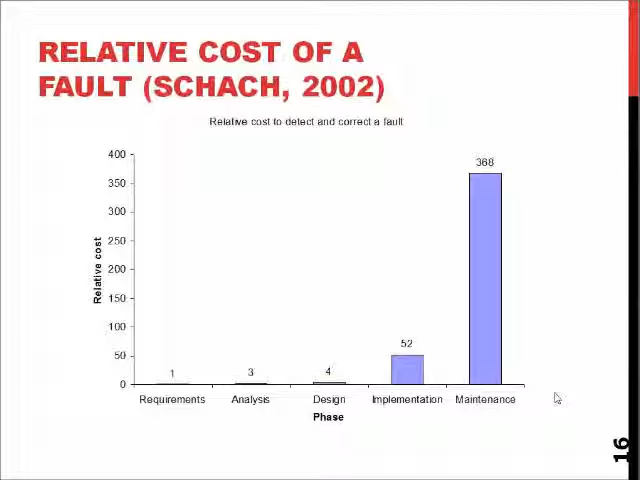 RELATIVE COST OF A
FAULT (SCHACH, 2002)
Relative cost to detect and correct a fault
400
350
300
250
200
150
100
50
0
Relative cost
1
3
4
52
368
Requirements
Analysis
Design
Implementation
Maintenance
Phase
16